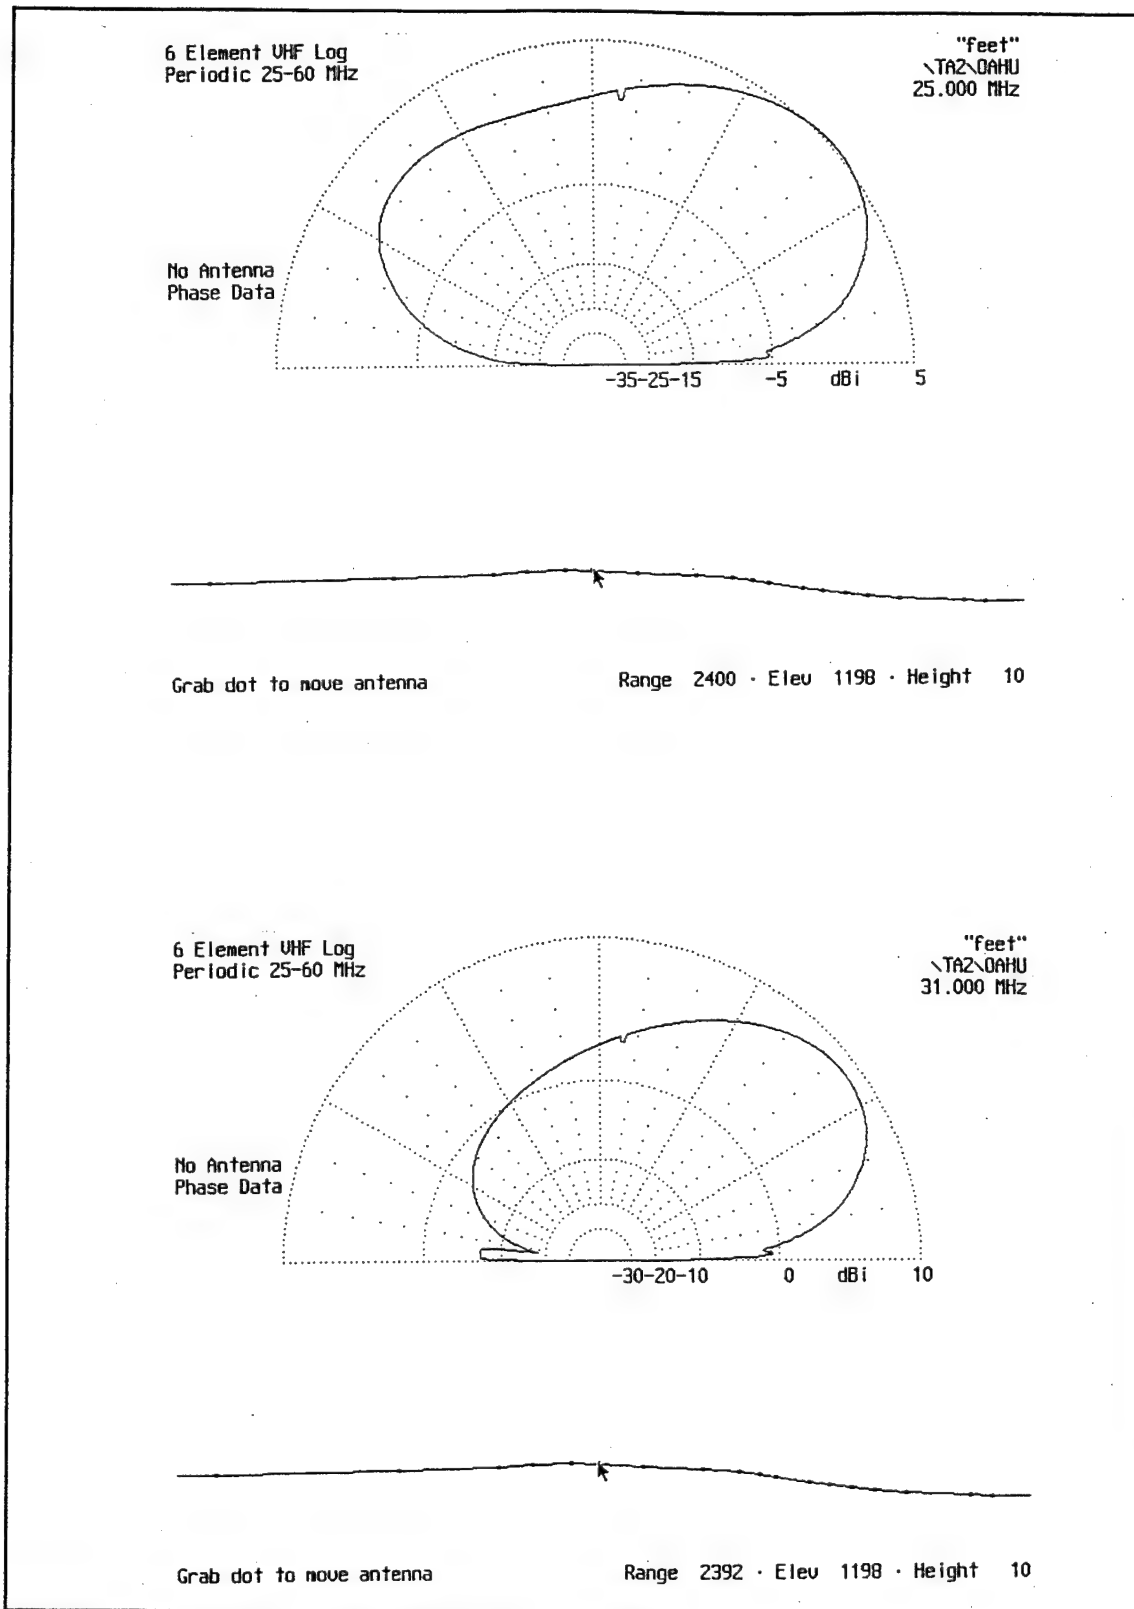 6 Element VHF Log
Periodic 25-60 MHz
"feet"
\TA2\OAHU
25.000 MHz
No Antenna
Phase Data
-35-25-15 -5 dBi 5
Grab dot to move antenna
Range 2400 · Elev 1198 · Height 10
6 Element VHF Log
Periodic 25-60 MHz
"feet"
\TA2\OAHU
31.000 MHz
No Antenna
Phase Data
-30-20-10 0 dBi 10
Grab dot to move antenna
Range 2392 · Elev 1198 · Height 10